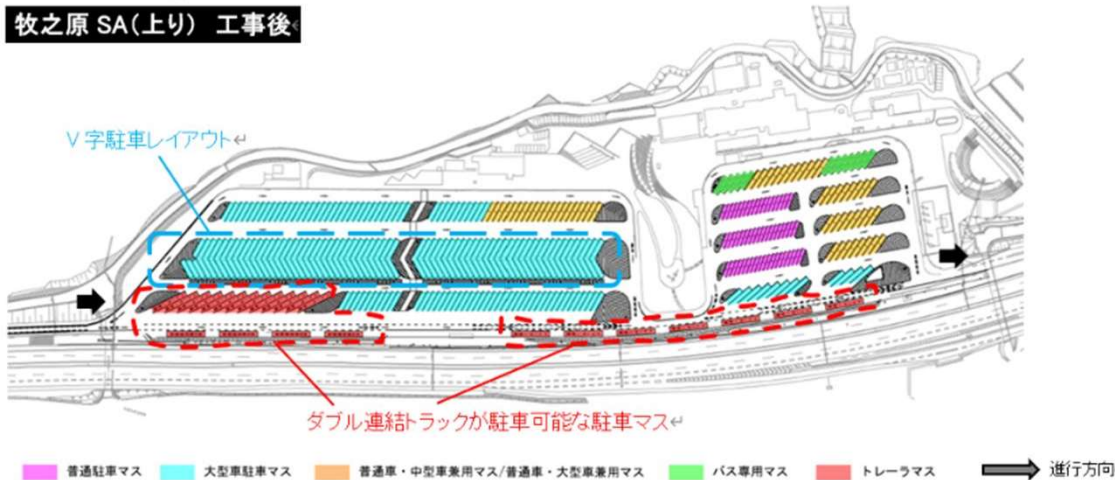 牧之原 SA(上り) 工事後
V字駐車レイアウト
ダブル連結トラックが駐車可能な駐車マス
普通駐車マス
大型車駐車マス
普通車・中型車兼用マス/普通車・大型車兼用マス
バス専用マス
トレーラマス
進行方向